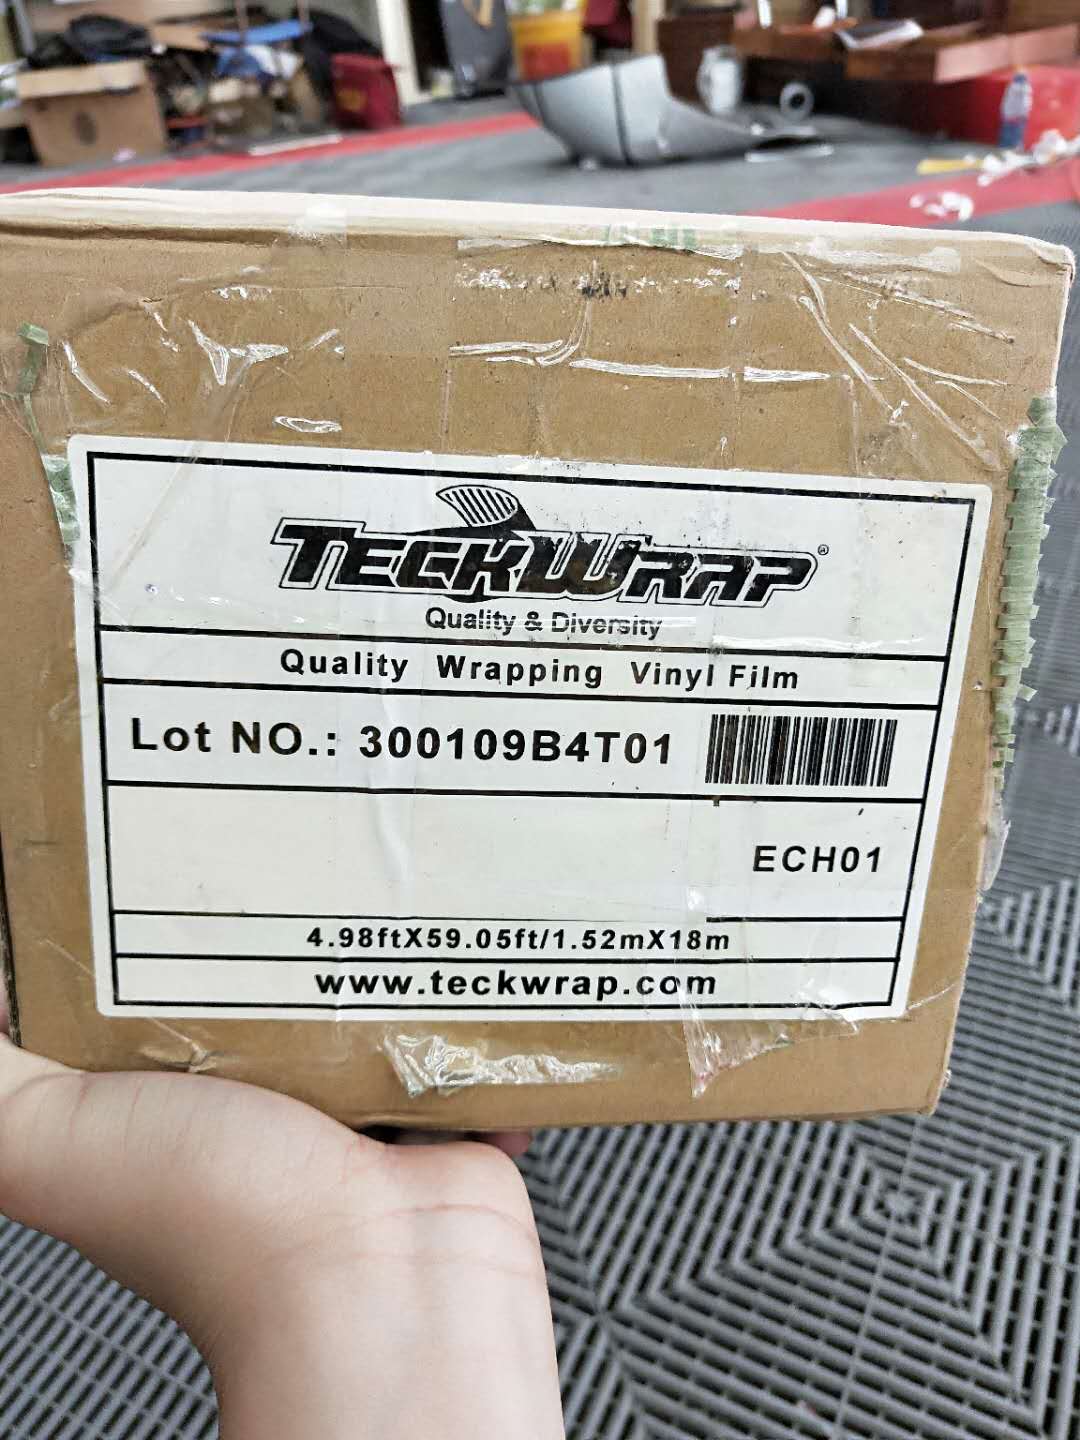 TECKWRAP®
Quality & Diversity
Quality Wrapping Vinyl Film
Lot NO.: 300109B4T01
ECH01
4.98ftX59.05ft/1.52mX18m
www.teckwrap.com